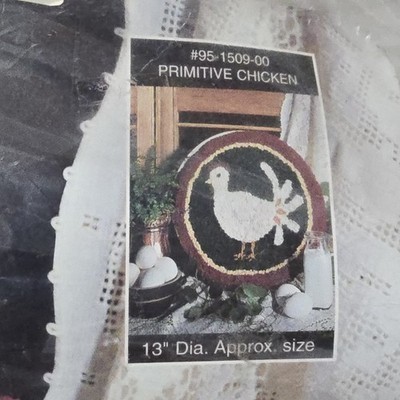 #95-1509-00
PRIMITIVE CHICKEN
13" Dia. Approx. size